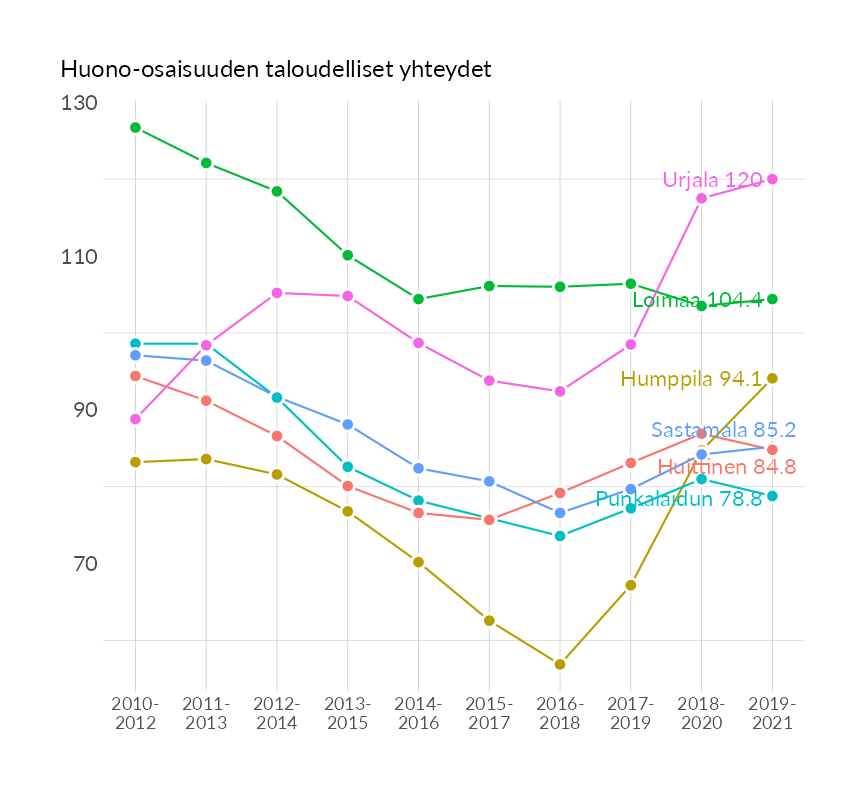 Huono-osaisuuden taloudelliset yhteydet
130
110
90
70
Urjala 120
Loimaa 104.4
Humppila 94.1
Sastamala 85.2
Huittinen 84.8
Punkalaidun 78.8
2010- 2011- 2012- 2013- 2014- 2015- 2016- 2017- 2018- 2019-
2012 2013 2014 2015 2016 2017 2018 2019 2020 2021